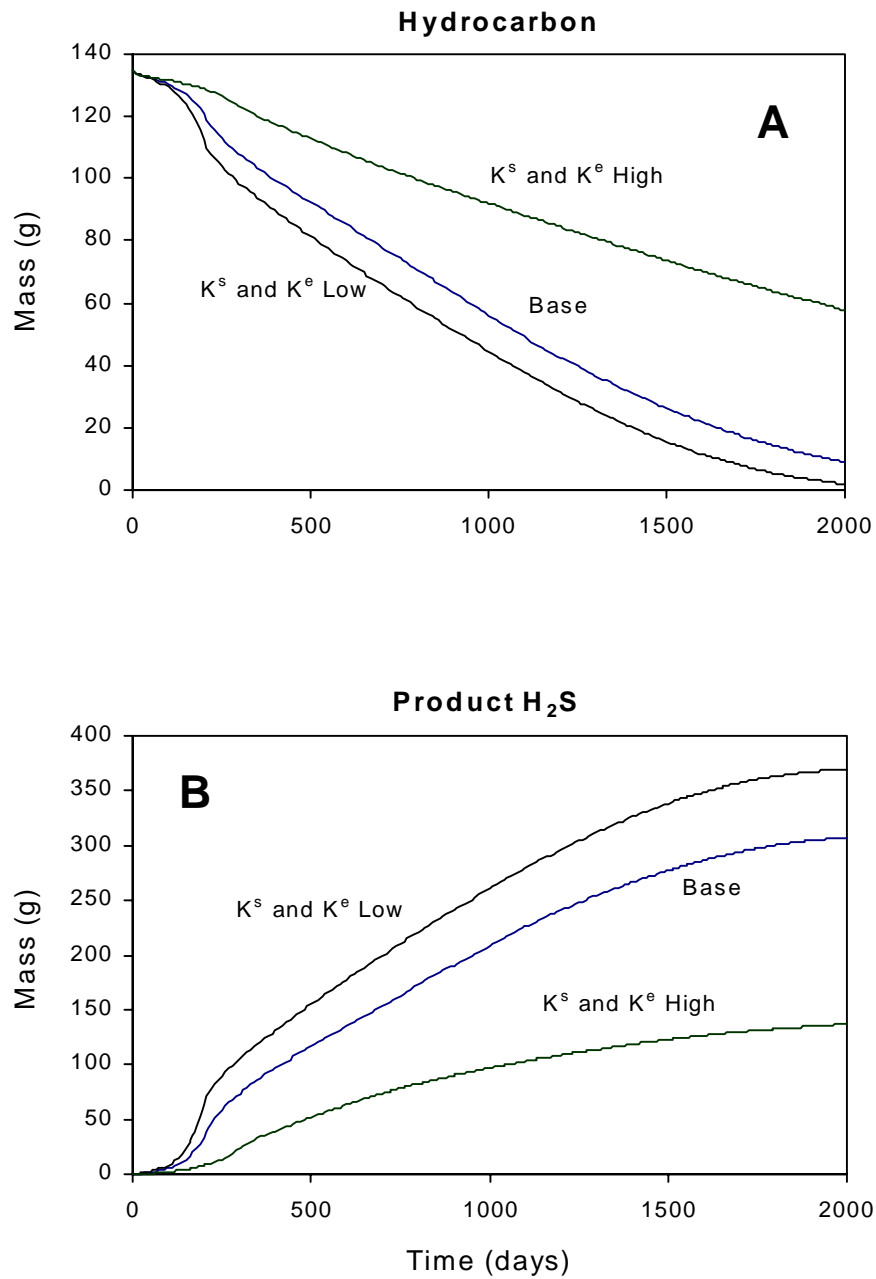 Hydrocarbon
A
140
120
100
80
60
40
20
0
Mass (g)
K^s and K^e High
K^s and K^e Low
Base
0 500 1000 1500 2000
Product H₂S
B
400
350
300
250
200
150
100
50
0
Mass (g)
K^s and K^e Low
Base
K^s and K^e High
0 500 1000 1500 2000
Time (days)